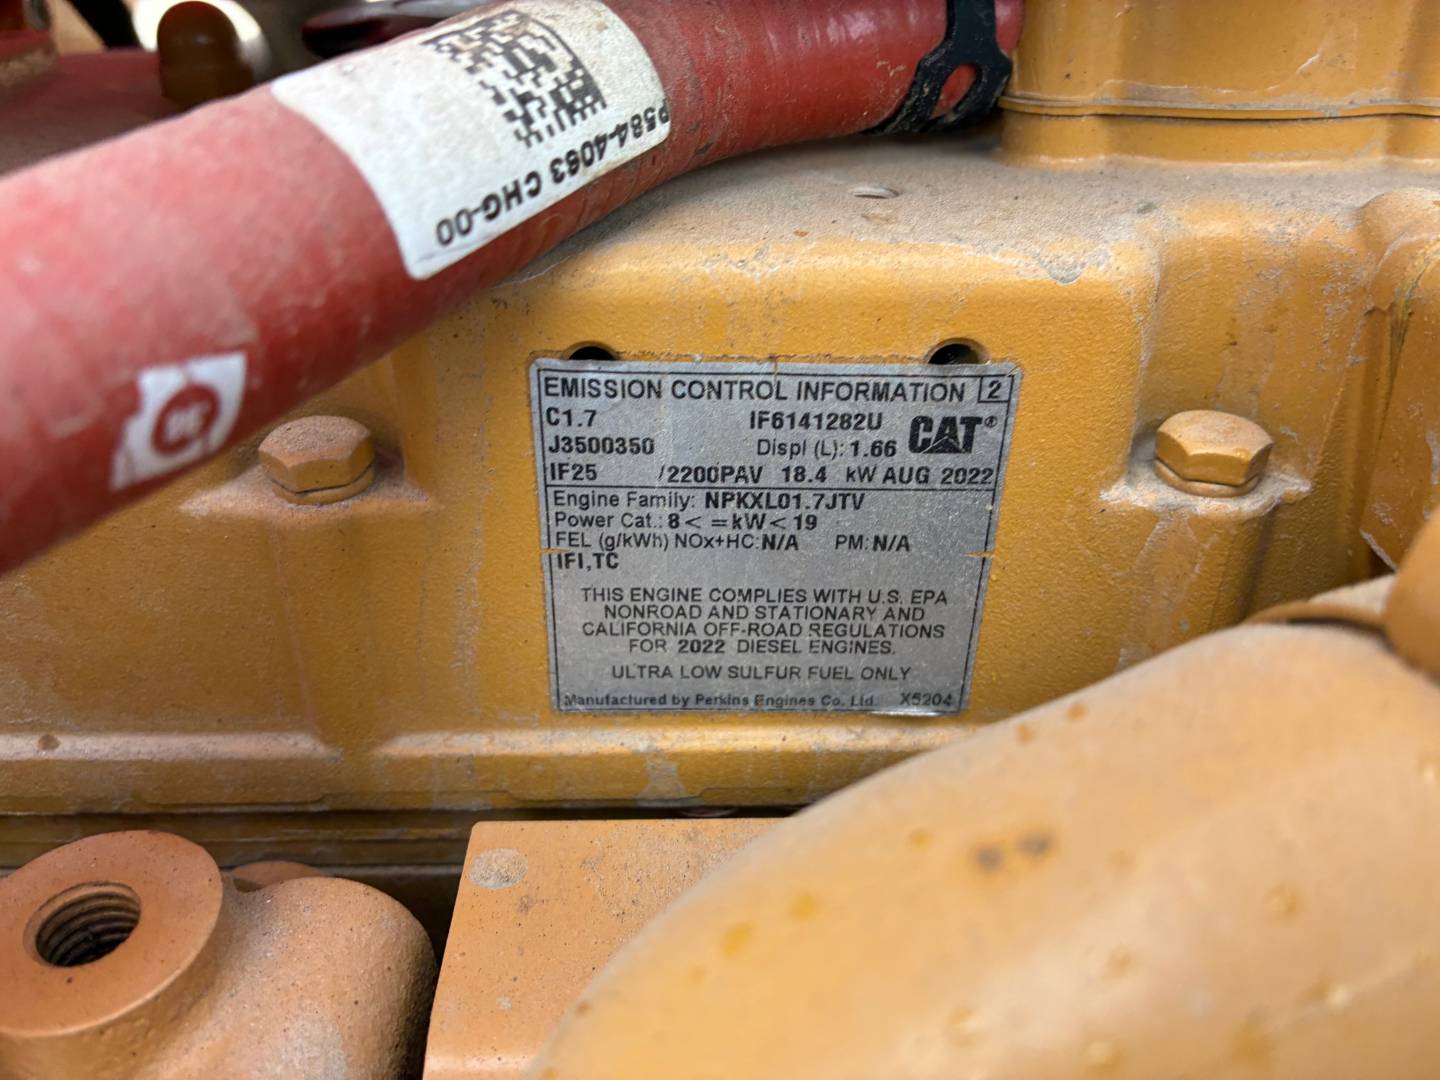 P584-4063 CHG-00
EMISSION CONTROL INFORMATION 2
C1.7 IF6141282U CAT®
J3500350 Displ (L): 1.66
IF25 /2200PAV 18.4 kW AUG 2022
Engine Family: NPKXL01.7JTV
Power Cat.: 8 < = kW < 19
FEL (g/kWh) NOx+HC: N/A PM: N/A
IFI,TC
THIS ENGINE COMPLIES WITH U.S. EPA
NONROAD AND STATIONARY AND
CALIFORNIA OFF-ROAD REGULATIONS
FOR 2022 DIESEL ENGINES.
ULTRA LOW SULFUR FUEL ONLY
Manufactured by Perkins Engines Co. Ltd. X5204